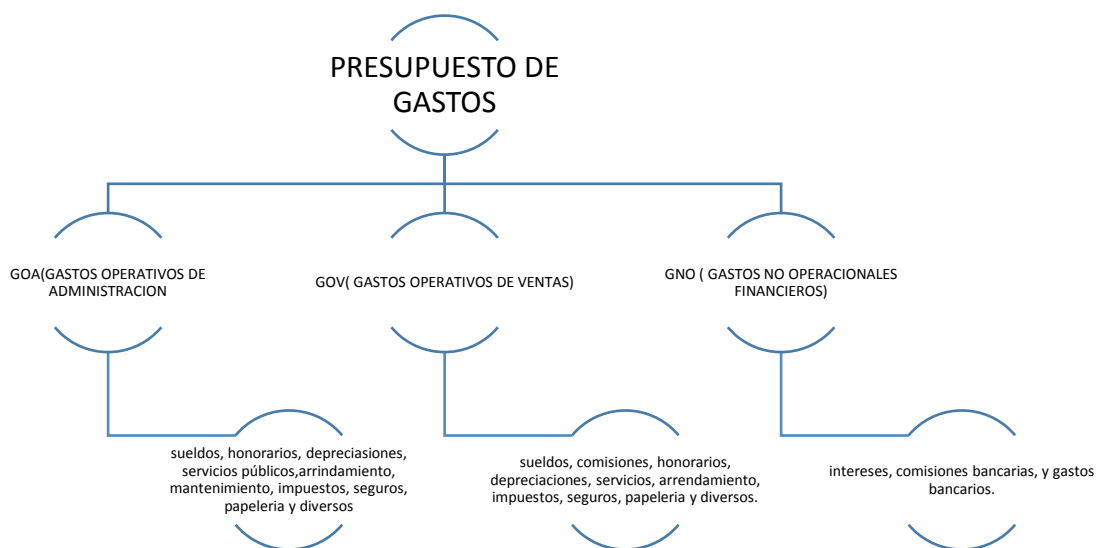 PRESUPUESTO DE
GASTOS
GOA(GASTOS OPERATIVOS DE
ADMINISTRACION
GOV( GASTOS OPERATIVOS DE VENTAS)
GNO ( GASTOS NO OPERACIONALES
FINANCIEROS)
sueldos, honorarios, depreciasiones,
servicios públicos,arrindamiento,
mantenimiento, impuestos, seguros,
papeleria y diversos
sueldos, comisiones, honorarios,
depreciaciones, servicios, arrendamiento,
impuestos, seguros, papeleria y diversos.
intereses, comisiones bancarias, y gastos
bancarios.